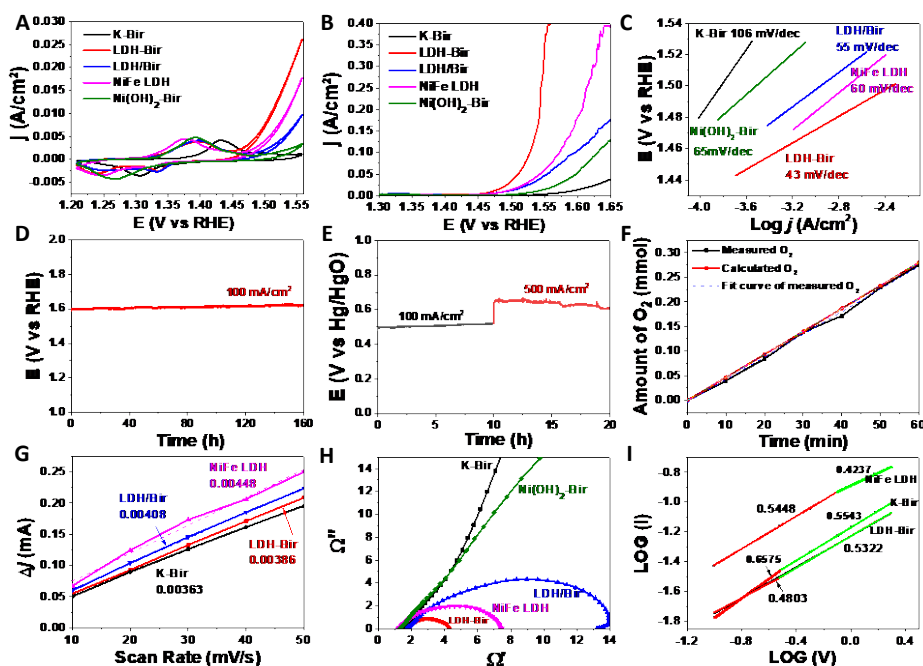 A
0.030
0.025
0.020
0.015
0.010
0.005
0.000
-0.005
K-Bir
LDH-Bir
LDH/Bir
NiFe LDH
Ni(OH)₂-Bir
1.20 1.25 1.30 1.35 1.40 1.45 1.50 1.55
E (V vs RHE)
J (A/cm²)
B
0.40
0.35
0.30
0.25
0.20
0.15
0.10
0.05
0.00
K-Bir
LDH-Bir
LDH/Bir
NiFe LDH
Ni(OH)₂-Bir
1.30 1.35 1.40 1.45 1.50 1.55 1.60 1.65
E (V vs RHE)
J (A/cm²)
C
1.54
1.52
1.50
1.48
1.46
1.44
K-Bir 106 mV/dec
LDH/Bir
55 mV/dec
NiFe LDH
60 mV/dec
Ni(OH)₂-Bir
65mV/dec
LDH-Bir
43 mV/dec
-4.0 -3.5 -3.0 -2.5 -2.0
Log j (A/cm²)
E (V vs RHE)
D
2.0
1.8
1.6
1.4
1.2
1.0
100 mA/cm²
0 20 40 60 80 100 120 140 160
Time (h)
E (V vs RHE)
E
1.0
0.8
0.6
0.4
0.2
0.0
100 mA/cm²
500 mA/cm²
0 5 10 15 20
Time (h)
E (V vs Hg/HgO)
F
0.30
0.25
0.20
0.15
0.10
0.05
0.00
Measured O₂
Calculated O₂
Fit curve of measured O₂
0 10 20 30 40 50 60
Time (min)
Amount of O₂ (mmol)
G
0.25
0.20
0.15
0.10
0.05
0.00
NiFe LDH
0.00448
LDH/Bir
0.00408
K-Bir
0.00363
LDH-Bir
0.00386
10 20 30 40 50
Scan Rate (mV/s)
ΔJ (mA)
H
14
12
10
8
6
4
2
0
K-Bir
Ni(OH)₂-Bir
LDH/Bir
NiFe LDH
LDH-Bir
0 2 4 6 8 10 12 14
Ω'
Ω''
I
-0.8
-1.0
-1.2
-1.4
-1.6
-1.8
0.4237
NiFe LDH
0.5448
K-Bir
0.5543
LDH-Bir
0.5322
0.6575
0.4803
-1.2 -0.8 -0.4 0.0 0.4
LOG (V)
LOG (I)